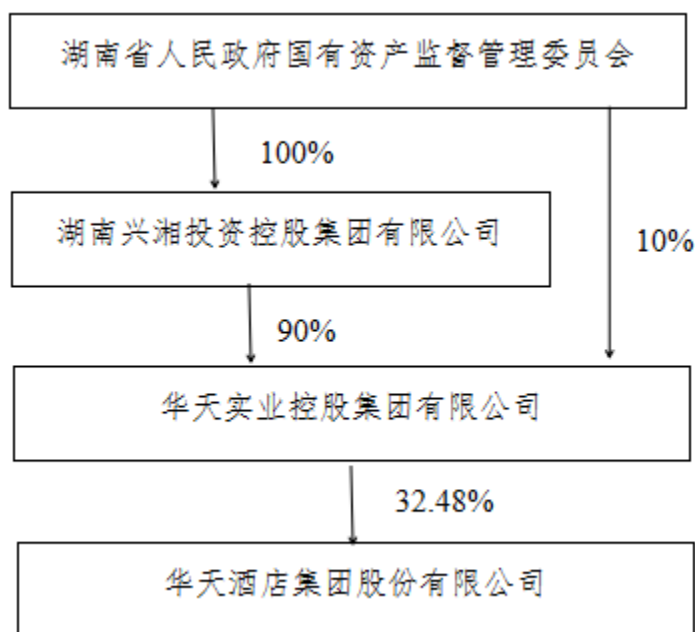 湖南省人民政府国有资产监督管理委员会
100%
湖南兴湘投资控股集团有限公司
10%
90%
华天实业控股集团有限公司
32.48%
华天酒店集团股份有限公司